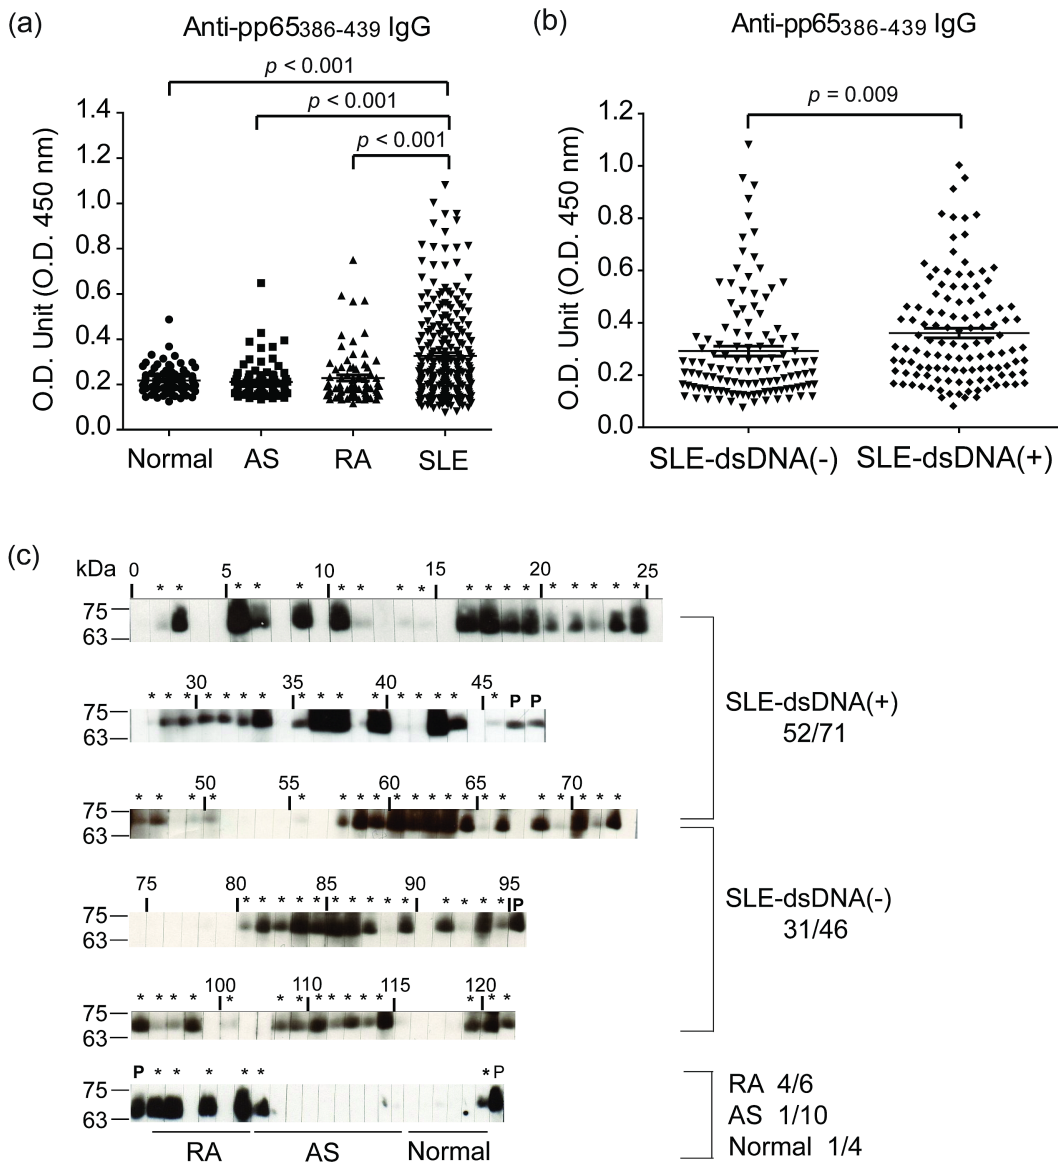 (a)
Anti-pp65386-439 IgG
p < 0.001
p < 0.001
p < 0.001
O.D. Unit (O.D. 450 nm)
1.4
1.2
1.0
0.8
0.6
0.4
0.2
0.0
Normal AS RA SLE
(b)
Anti-pp65386-439 IgG
p = 0.009
O.D. Unit (O.D. 450 nm)
1.2
1.0
0.8
0.6
0.4
0.2
0.0
SLE-dsDNA(-) SLE-dsDNA(+)
(c)
kDa 0 5 10 15 20 25
* * * * * * * * * * * * * * * * * *
75
63
30 35 40 45
* * * * * * * * * * * * * * * * P P
75
63
SLE-dsDNA(+)
52/71
50 55 60 65 70
* * * * * * * * * * * * * * * * * * *
75
63
75 80 85 90 95
* * * * * * * * * * * * * * P
75
63
SLE-dsDNA(-)
31/46
100 110 115 120
* * * * * * * * * * * * * * *
75
63
P * * * * * * P
75
63
RA AS Normal
RA 4/6
AS 1/10
Normal 1/4